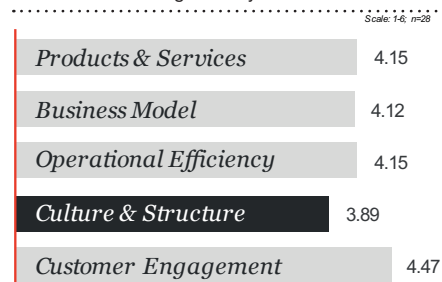 Scale: 1-6; n=28
Products & Services 4.15
Business Model 4.12
Operational Efficiency 4.15
Culture & Structure 3.89
Customer Engagement 4.47